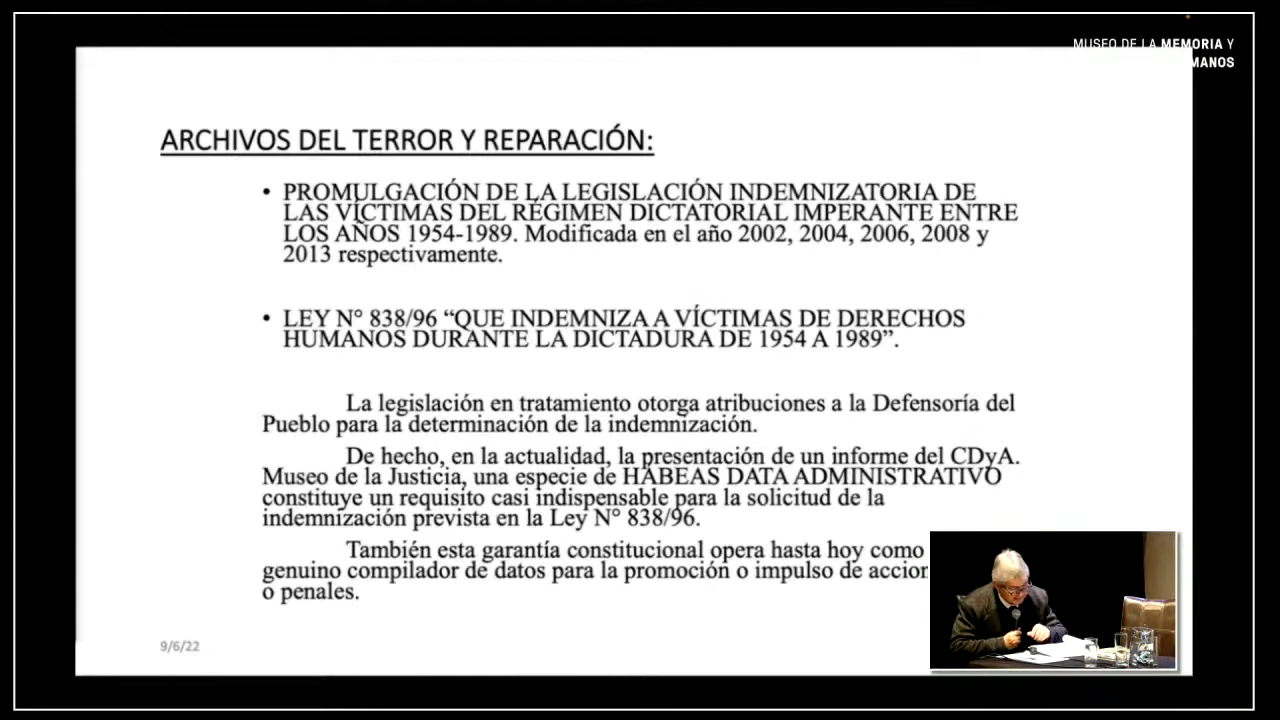 MUSEO DE LA MEMORIA Y
MANOS
ARCHIVOS DEL TERROR Y REPARACIÓN:
• PROMULGACIÓN DE LA LEGISLACIÓN INDEMNIZATORIA DE
LAS VÍCTIMAS DEL RÉGIMEN DICTATORIAL IMPERANTE ENTRE
LOS AÑOS 1954-1989. Modificada en el año 2002, 2004, 2006, 2008 y
2013 respectivamente.
• LEY N° 838/96 “QUE INDEMNIZA A VÍCTIMAS DE DERECHOS
HUMANOS DURANTE LA DICTADURA DE 1954 A 1989”.
La legislación en tratamiento otorga atribuciones a la Defensoría del
Pueblo para la determinación de la indemnización.
De hecho, en la actualidad, la presentación de un informe del CDyA.
Museo de la Justicia, una especie de HÁBEAS DATA ADMINISTRATIVO
constituye un requisito casi indispensable para la solicitud de la
indemnización prevista en la Ley N° 838/96.
También esta garantía constitucional opera hasta hoy como
genuino compilador de datos para la promoción o impulso de
o penales.
9/6/22